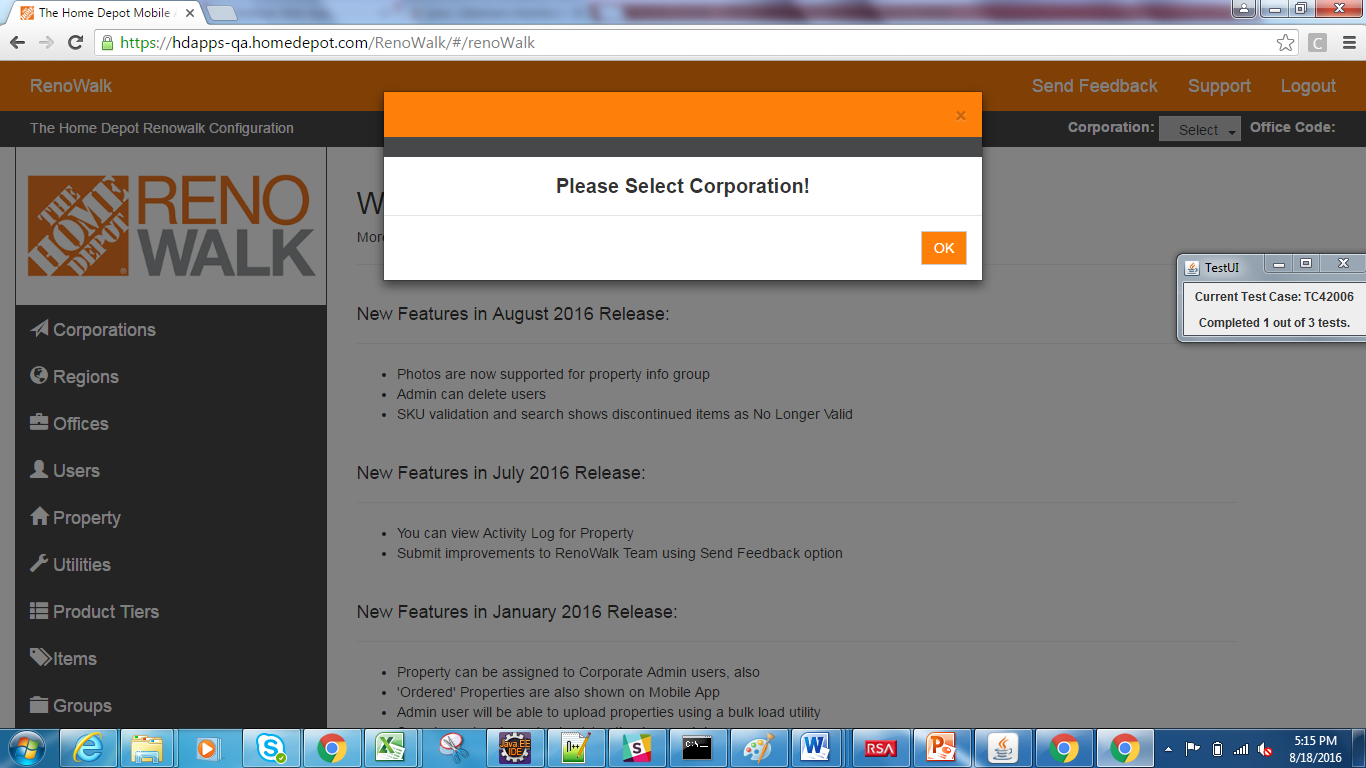 The Home Depot Mobile
https://hdapps-qa.homedepot.com/RenoWalk/#/renoWalk
C
RenoWalk
Send Feedback Support Logout
The Home Depot Renowalk Configuration
Corporation: Select Office Code:
×
Please Select Corporation!
OK
THE HOME DEPOT
RENO
WALK
W
More
TestUI
Current Test Case: TC42006
Completed 1 out of 3 tests.
Corporations
Regions
Offices
Users
Property
Utilities
Product Tiers
Items
Groups
New Features in August 2016 Release:
Photos are now supported for property info group
Admin can delete users
SKU validation and search shows discontinued items as No Longer Valid
New Features in July 2016 Release:
You can view Activity Log for Property
Submit improvements to RenoWalk Team using Send Feedback option
New Features in January 2016 Release:
Property can be assigned to Corporate Admin users, also
'Ordered' Properties are also shown on Mobile App
Admin user will be able to upload properties using a bulk load utility
Java EE
IDE
RSA
5:15 PM
8/18/2016